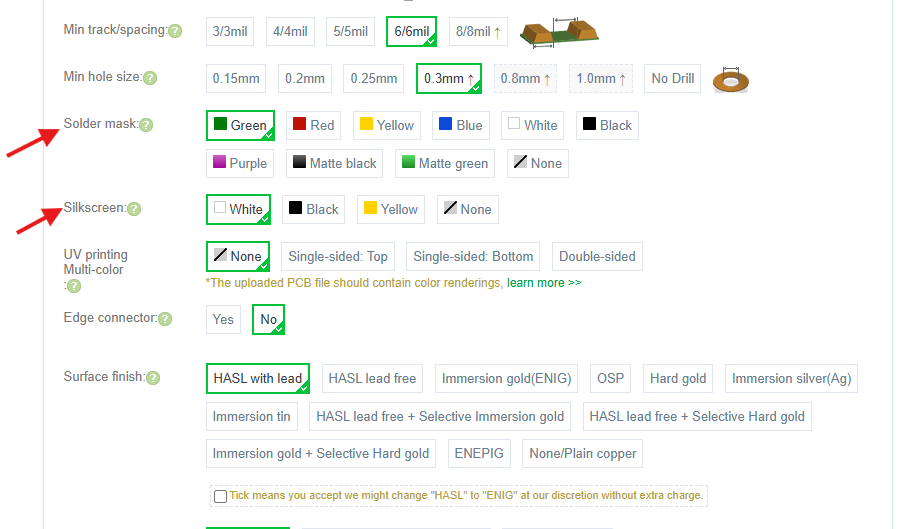 Min track/spacing: ? 3/3mil 4/4mil 5/5mil 6/6mil 8/8mil ↑
Min hole size: ? 0.15mm 0.2mm 0.25mm 0.3mm ↑ 0.8mm ↑ 1.0mm ↑ No Drill
Solder mask: ? Green Red Yellow Blue White Black
Purple Matte black Matte green None
Silkscreen: ? White Black Yellow None
UV printing
Multi-color
: ? None Single-sided: Top Single-sided: Bottom Double-sided
*The uploaded PCB file should contain color renderings, learn more >>
Edge connector: ? Yes No
Surface finish: ? HASL with lead HASL lead free Immersion gold(ENIG) OSP Hard gold Immersion silver(Ag)
Immersion tin HASL lead free + Selective Immersion gold HASL lead free + Selective Hard gold
Immersion gold + Selective Hard gold ENEPIG None/Plain copper
Tick means you accept we might change "HASL" to "ENIG" at our discretion without extra charge.